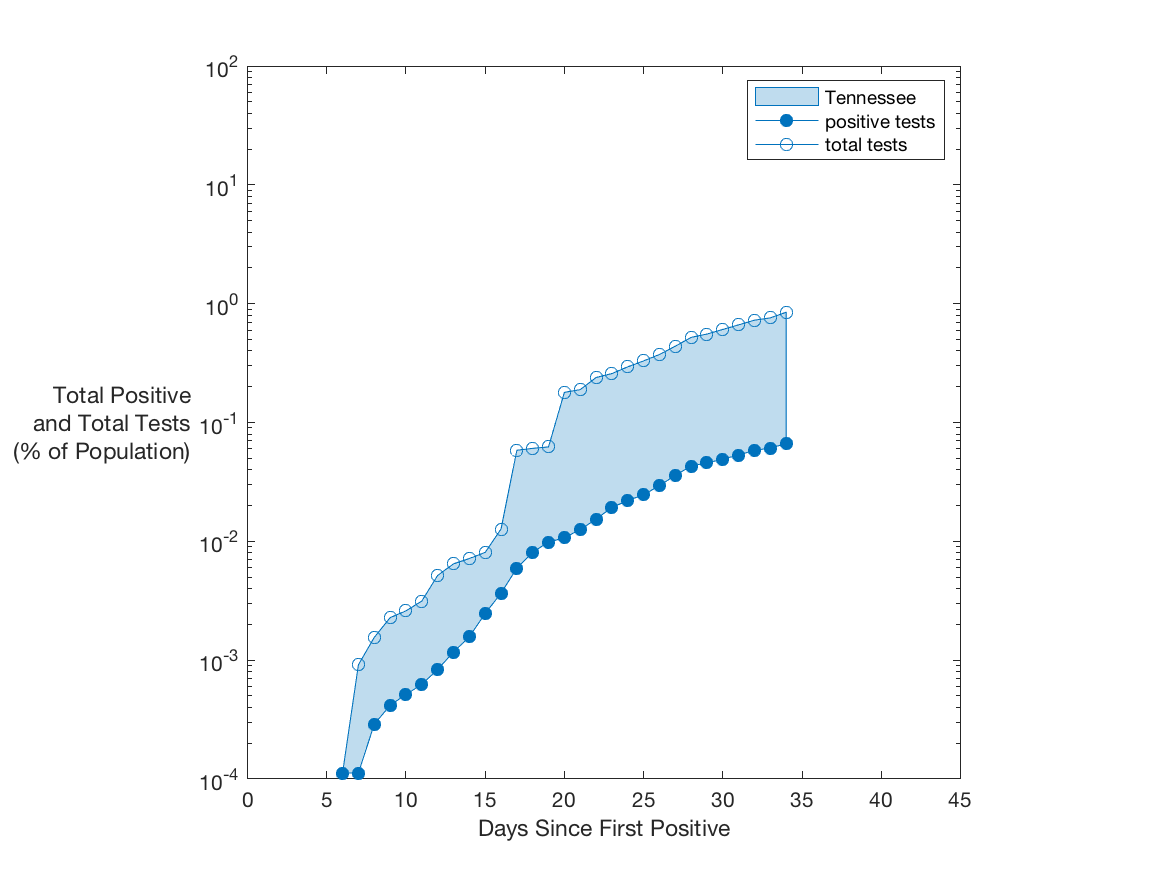 10^2
10^1
10^0
10^-1
10^-2
10^-3
10^-4
Total Positive
and Total Tests
(% of Population)
Tennessee
positive tests
total tests
0 5 10 15 20 25 30 35 40 45
Days Since First Positive